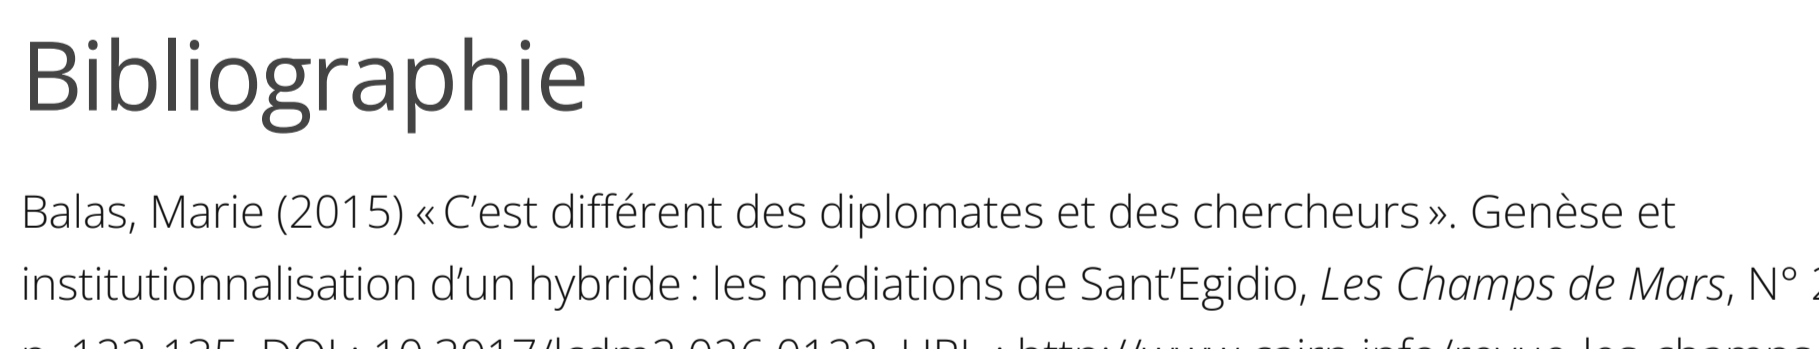 Bibliographie
Balas, Marie (2015) « C’est différent des diplomates et des chercheurs ». Genèse et
institutionnalisation d’un hybride : les médiations de Sant’Egidio, Les Champs de Mars, N°